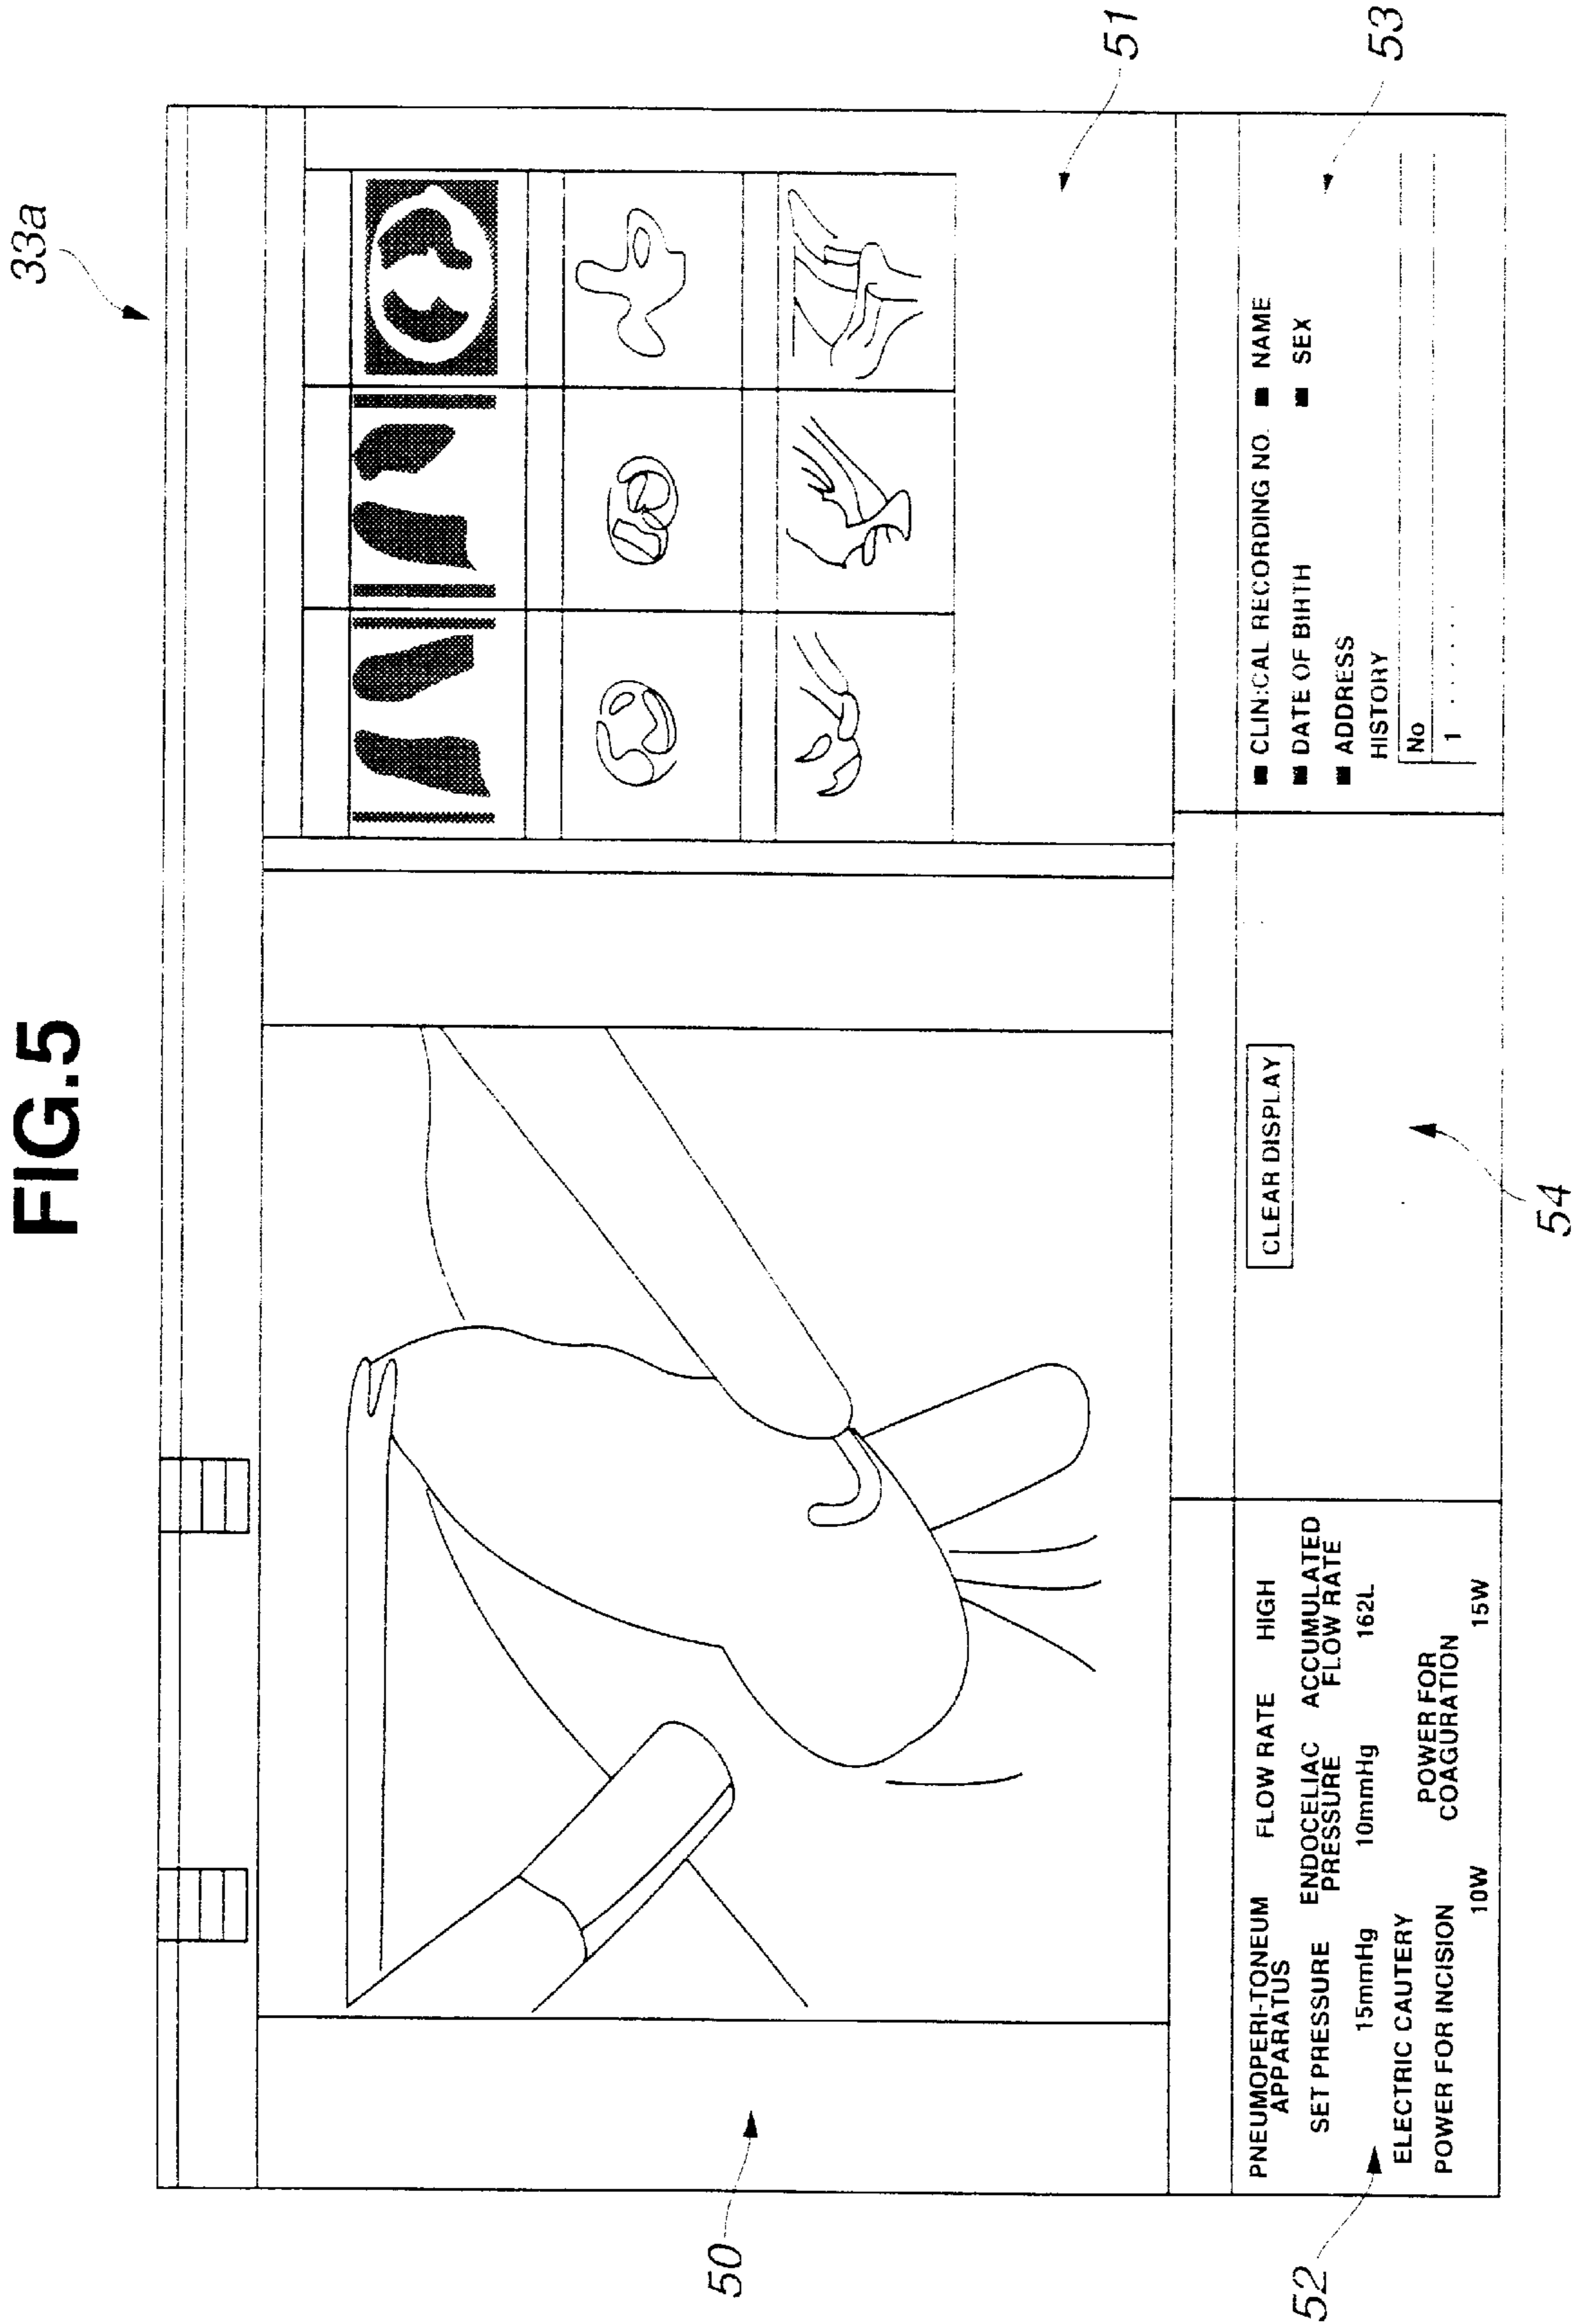 FIG.5
33a
50
51
PNEUMOPERI-TONEUM APPARATUS
FLOW RATE HIGH
SET PRESSURE
15mmHg
ENDOCELIAC PRESSURE
10mmHg
ACCUMULATED FLOW RATE
162L
ELECTRIC CAUTERY
POWER FOR INCISION
10W
POWER FOR COAGURATION
15W
52
CLEAR DISPLAY
54
■ CLINICAL RECORDING NO. ■ NAME
■ DATE OF BIHTH ■ SEX
■ ADDRESS
HISTORY
No
1 . . . . .
53